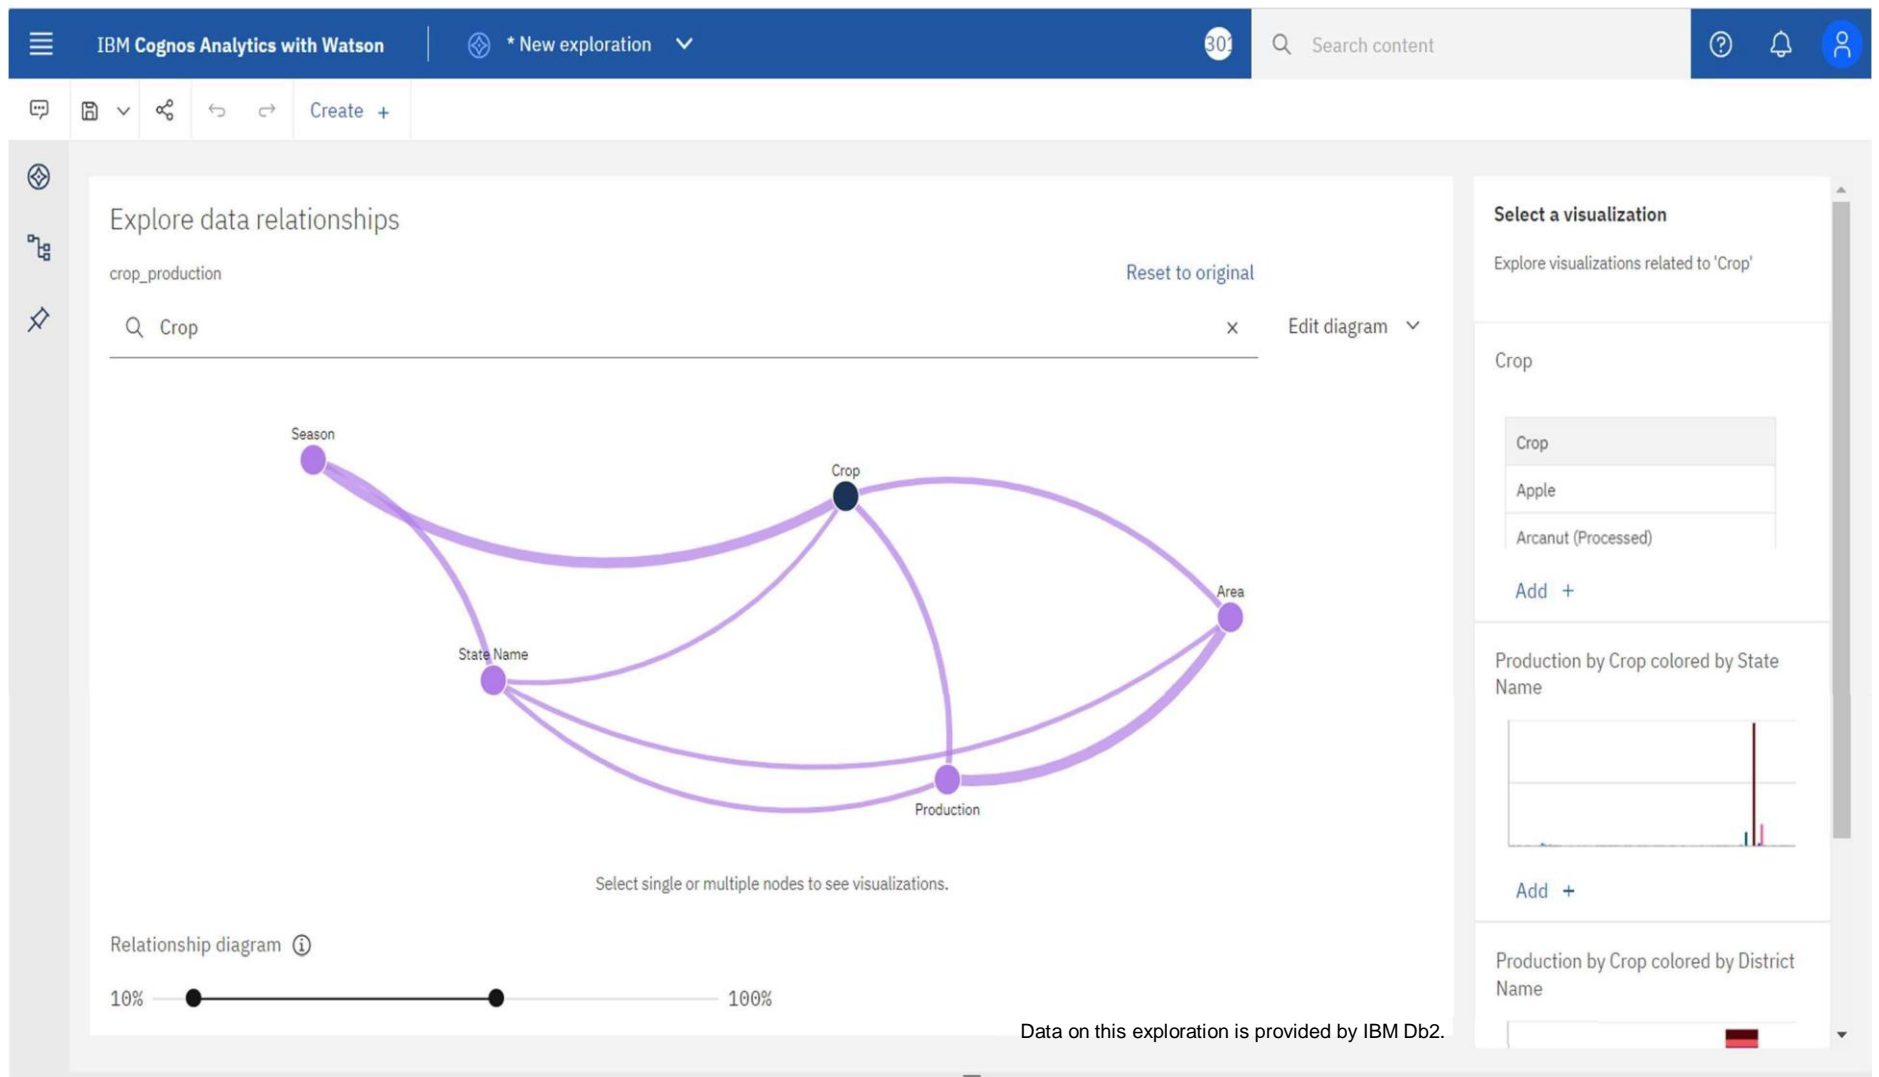 IBM Cognos Analytics with Watson
* New exploration
Search content
Create +
Explore data relationships
crop_production
Reset to original
Crop
Edit diagram
Season
Crop
Area
State Name
Production
Select single or multiple nodes to see visualizations.
Relationship diagram
10%
100%
Data on this exploration is provided by IBM Db2.
Select a visualization
Explore visualizations related to 'Crop'
Crop
Crop
Apple
Arcanut (Processed)
Add +
Production by Crop colored by State
Name
Add +
Production by Crop colored by District
Name